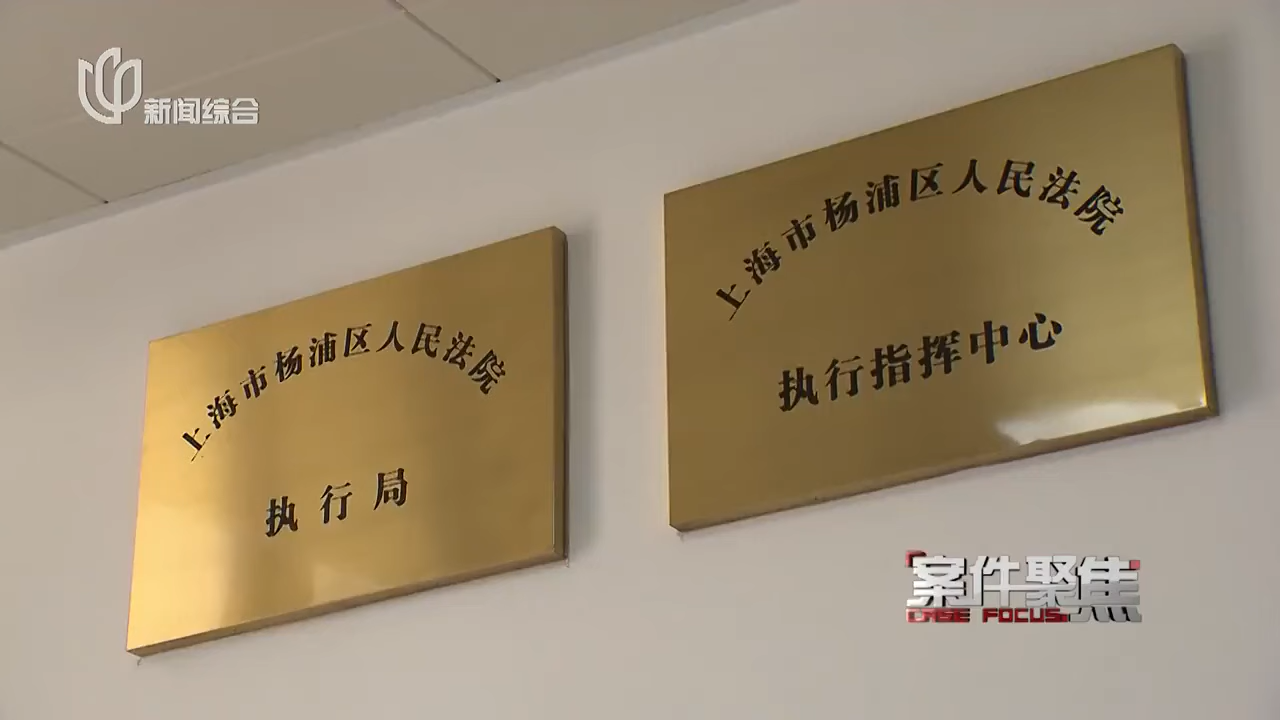 新闻综合
上海市杨浦区人民法院
执行局
上海市杨浦区人民法院
执行指挥中心
案件聚焦
CASE FOCUS